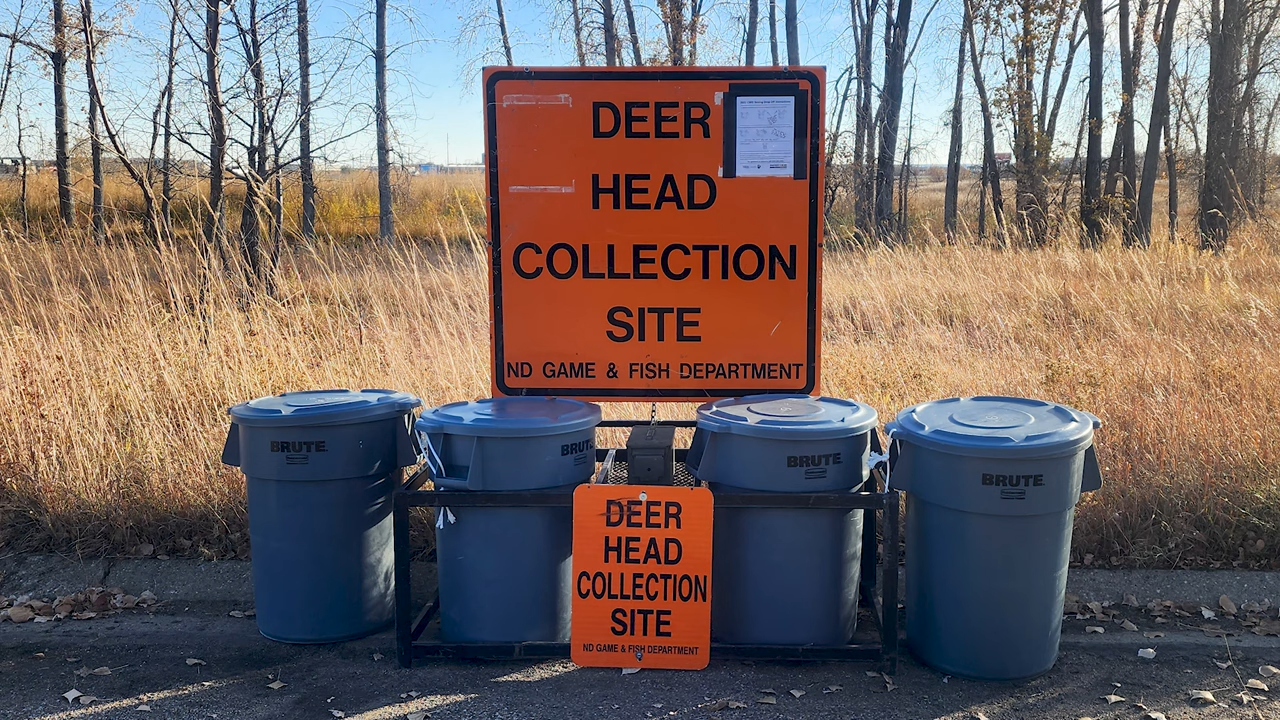 DEER
HEAD
COLLECTION
SITE
ND GAME & FISH DEPARTMENT
BRUTE
BRUTE
BRUTE
BRUTE
DEER
HEAD
COLLECTION
SITE
ND GAME & FISH DEPARTMENT